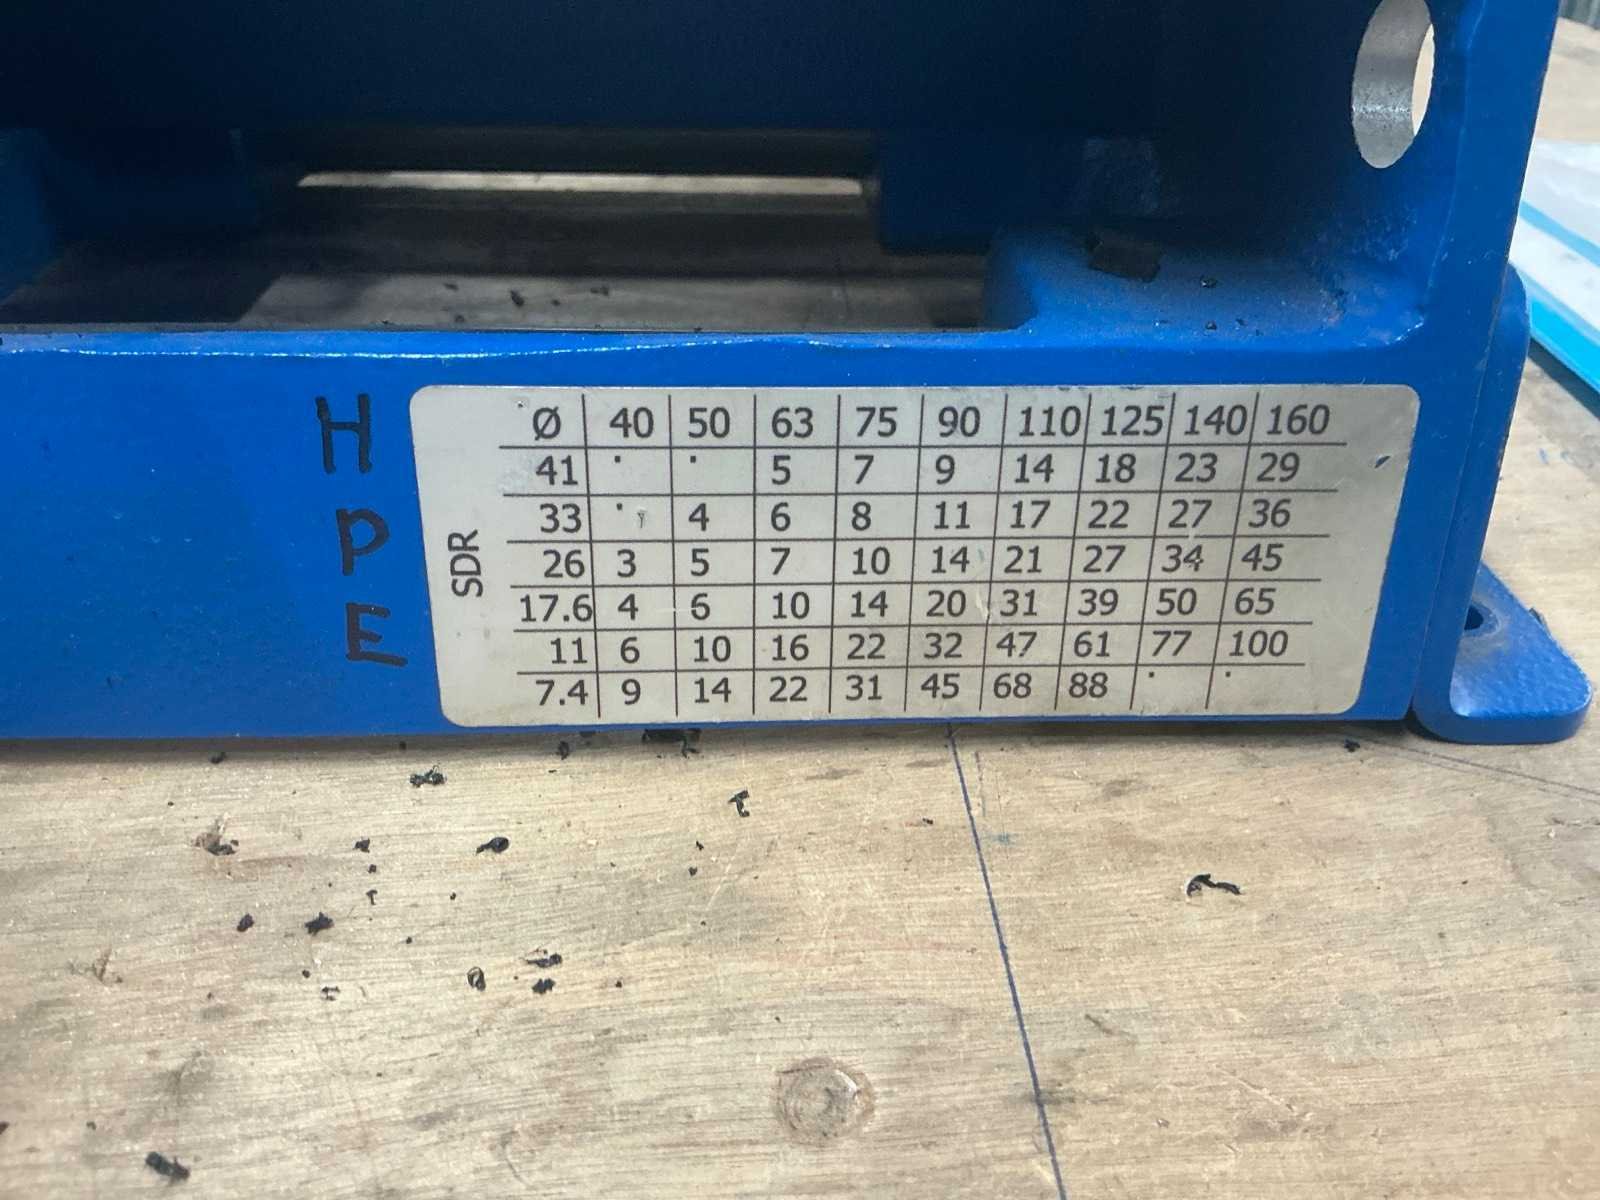 H
P
E
SDR
Ø 40 50 63 75 90 110 125 140 160
41 · · 5 7 9 14 18 23 29
33 · 4 6 8 11 17 22 27 36
26 3 5 7 10 14 21 27 34 45
17.6 4 6 10 14 20 31 39 50 65
11 6 10 16 22 32 47 61 77 100
7.4 9 14 22 31 45 68 88 · ·